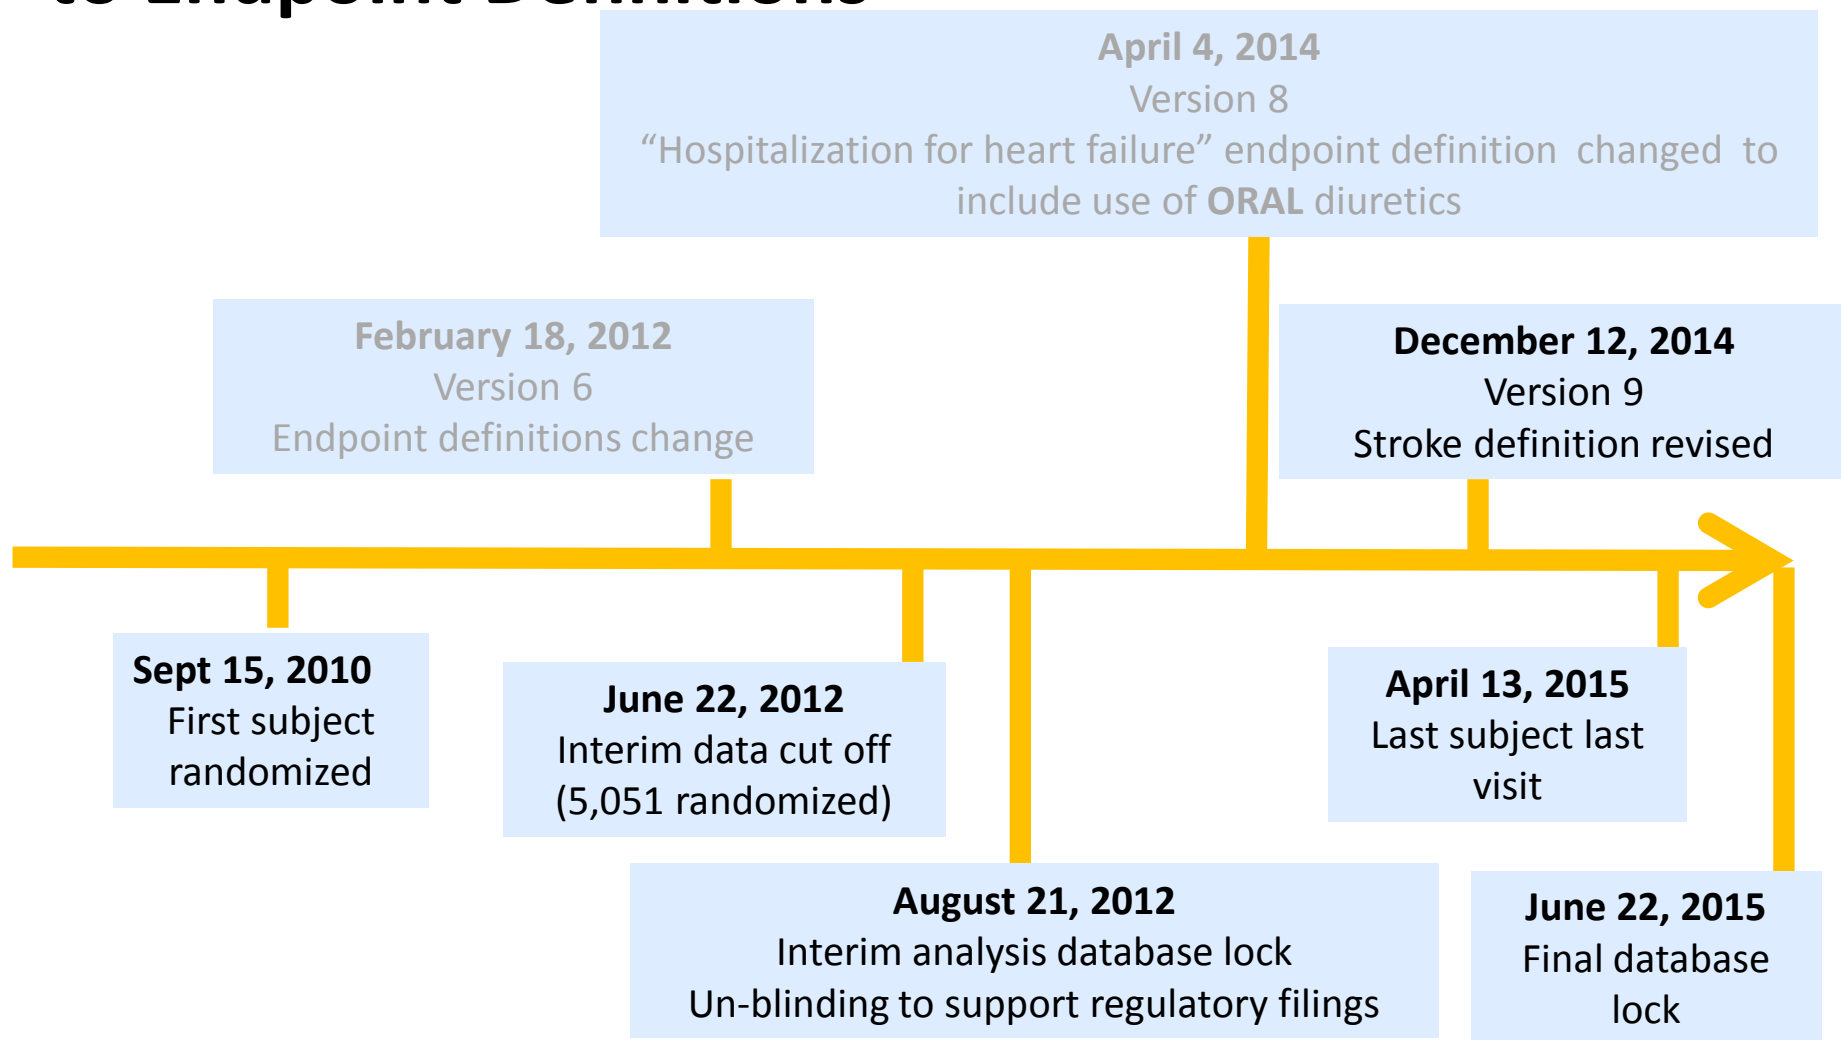 to Endpoint Definitions
April 4, 2014
Version 8
“Hospitalization for heart failure” endpoint definition changed to
include use of ORAL diuretics
February 18, 2012
Version 6
Endpoint definitions change
December 12, 2014
Version 9
Stroke definition revised
Sept 15, 2010
First subject
randomized
June 22, 2012
Interim data cut off
(5,051 randomized)
April 13, 2015
Last subject last
visit
August 21, 2012
Interim analysis database lock
Un-blinding to support regulatory filings
June 22, 2015
Final database
lock